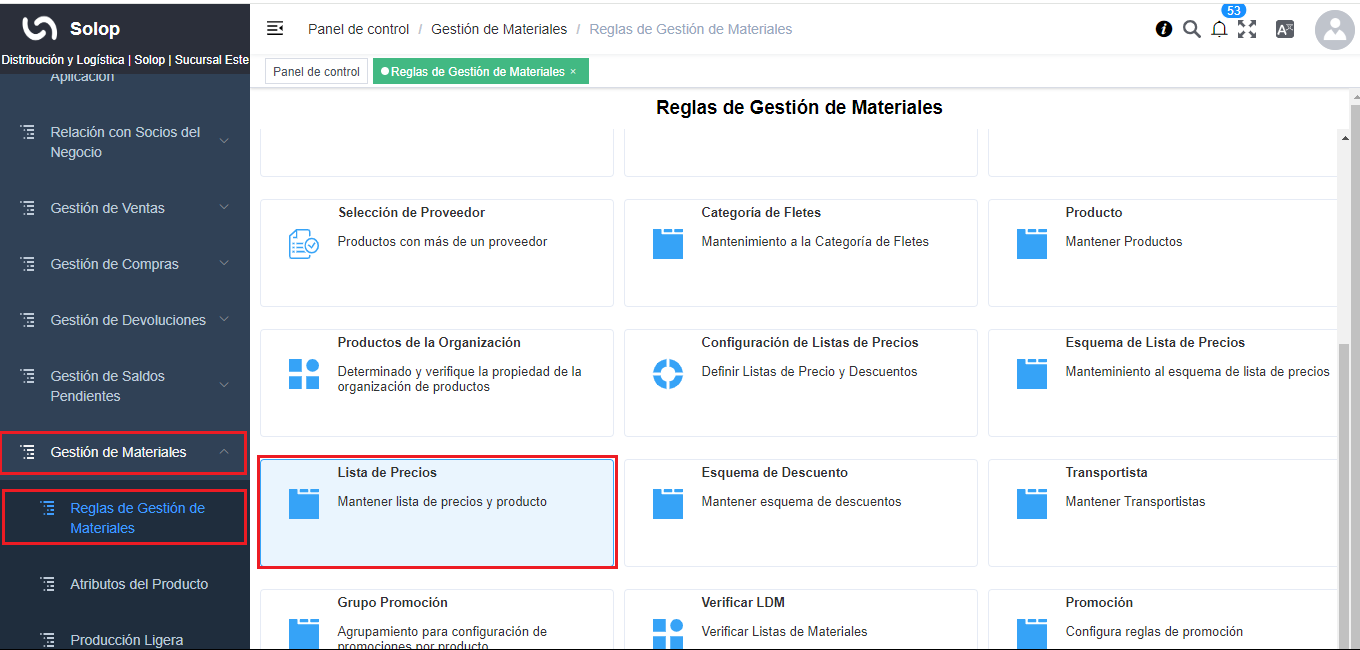 Solop
Distribución y Logística | Solop | Sucursal Este
Aplicación
Relación con Socios del
Negocio
Gestión de Ventas
Gestión de Compras
Gestión de Devoluciones
Gestión de Saldos
Pendientes
Gestión de Materiales
Reglas de Gestión de
Materiales
Atributos del Producto
Producción Ligera
Panel de control / Gestión de Materiales / Reglas de Gestión de Materiales
53
Panel de control
Reglas de Gestión de Materiales ×
Reglas de Gestión de Materiales
Selección de Proveedor
Productos con más de un proveedor
Categoría de Fletes
Mantenimiento a la Categoría de Fletes
Producto
Mantener Productos
Productos de la Organización
Determinado y verifique la propiedad de la
organización de productos
Configuración de Listas de Precios
Definir Listas de Precio y Descuentos
Esquema de Lista de Precios
Manteminiento al esquema de lista de precios
Lista de Precios
Mantener lista de precios y producto
Esquema de Descuento
Mantener esquema de descuentos
Transportista
Mantener Transportistas
Grupo Promoción
Agrupamiento para configuración de
promociones por producto
Verificar LDM
Verificar Listas de Materiales
Promoción
Configura reglas de promoción